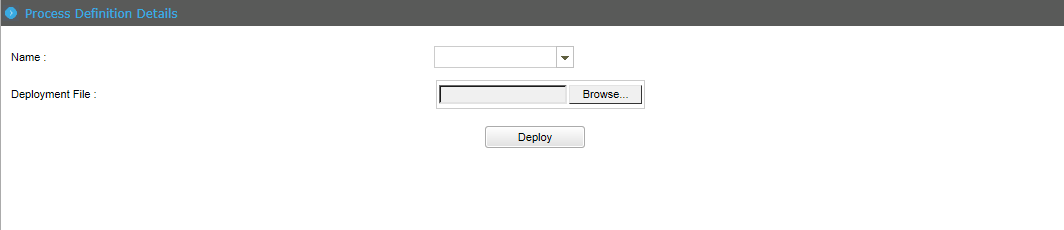 Process Definition Details
Name :
Deployment File :
Browse...
Deploy